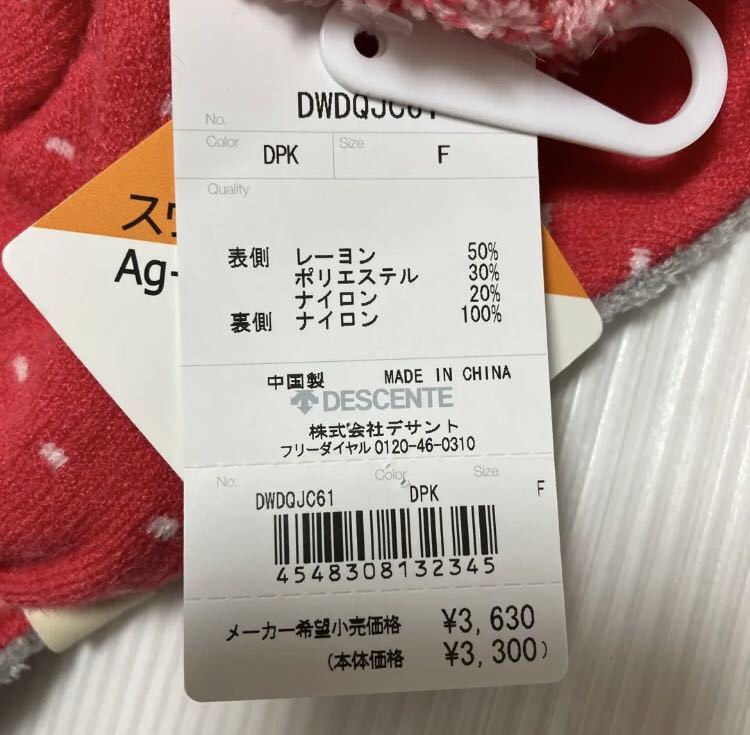 No. DWDQJC61
Color DPK Size F
Quality
スウ
Ag-
表側 レーヨン 50%
ポリエステル 30%
ナイロン 20%
裏側 ナイロン 100%
中国製 MADE IN CHINA
DESCENTE
株式会社デサント
フリーダイヤル 0120-46-0310
No. Color Size
DWDQJC61 DPK F
4548308132345
メーカー希望小売価格 ¥3,630
(本体価格 ¥3,300)